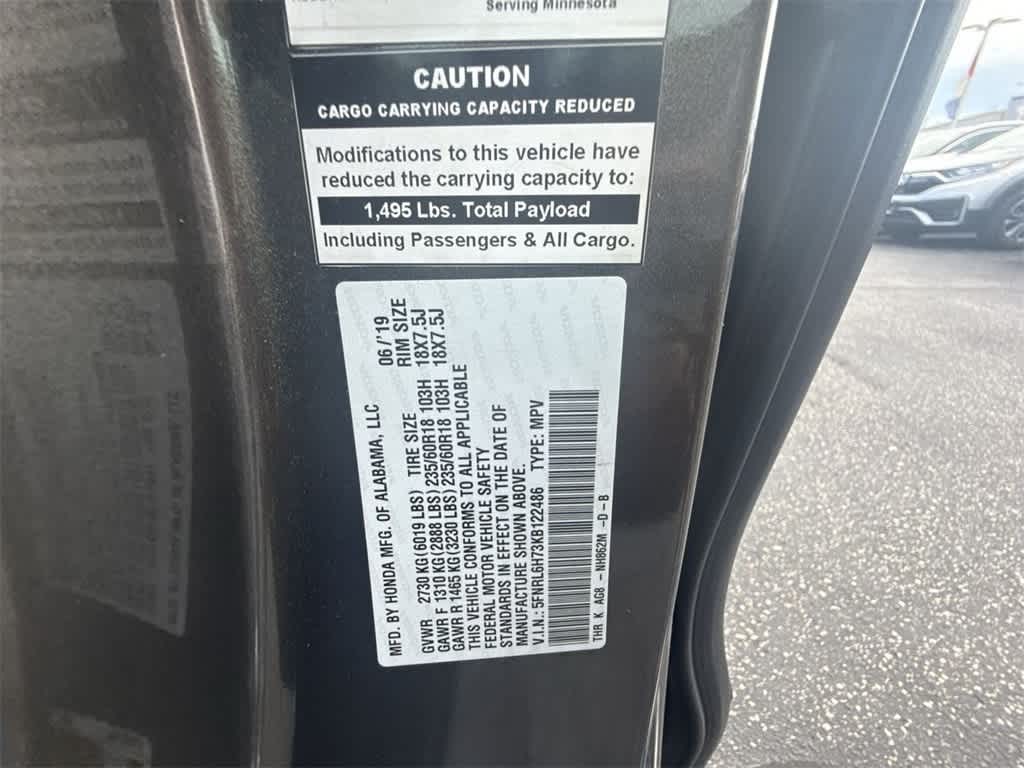 Serving Minnesota
CAUTION
CARGO CARRYING CAPACITY REDUCED
Modifications to this vehicle have
reduced the carrying capacity to:
1,495 Lbs. Total Payload
Including Passengers & All Cargo.
MFD. BY HONDA MFG. OF ALABAMA, LLC 06/'19
GVWR 2730 KG (6019 LBS) TIRE SIZE RIM SIZE
GAWR F 1310 KG (2888 LBS) 235/60R18 103H 18X7.5J
GAWR R 1465 KG (3230 LBS) 235/60R18 103H 18X7.5J
THIS VEHICLE CONFORMS TO ALL APPLICABLE
FEDERAL MOTOR VEHICLE SAFETY
STANDARDS IN EFFECT ON THE DATE OF
MANUFACTURE SHOWN ABOVE.
V.I.N.: 5FNRL6H73KB122486 TYPE: MPV
THR K AG8 - NH862M -D-B